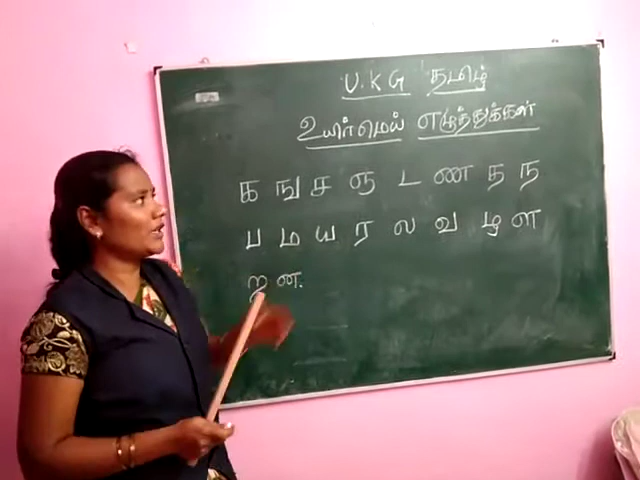 U.K.G தமிழ்
உயிர்மெய் எழுத்துக்கள்
க ங ச ஞ ட ண த ந
ப ம ய ர ல வ ழ ள
ற ன.